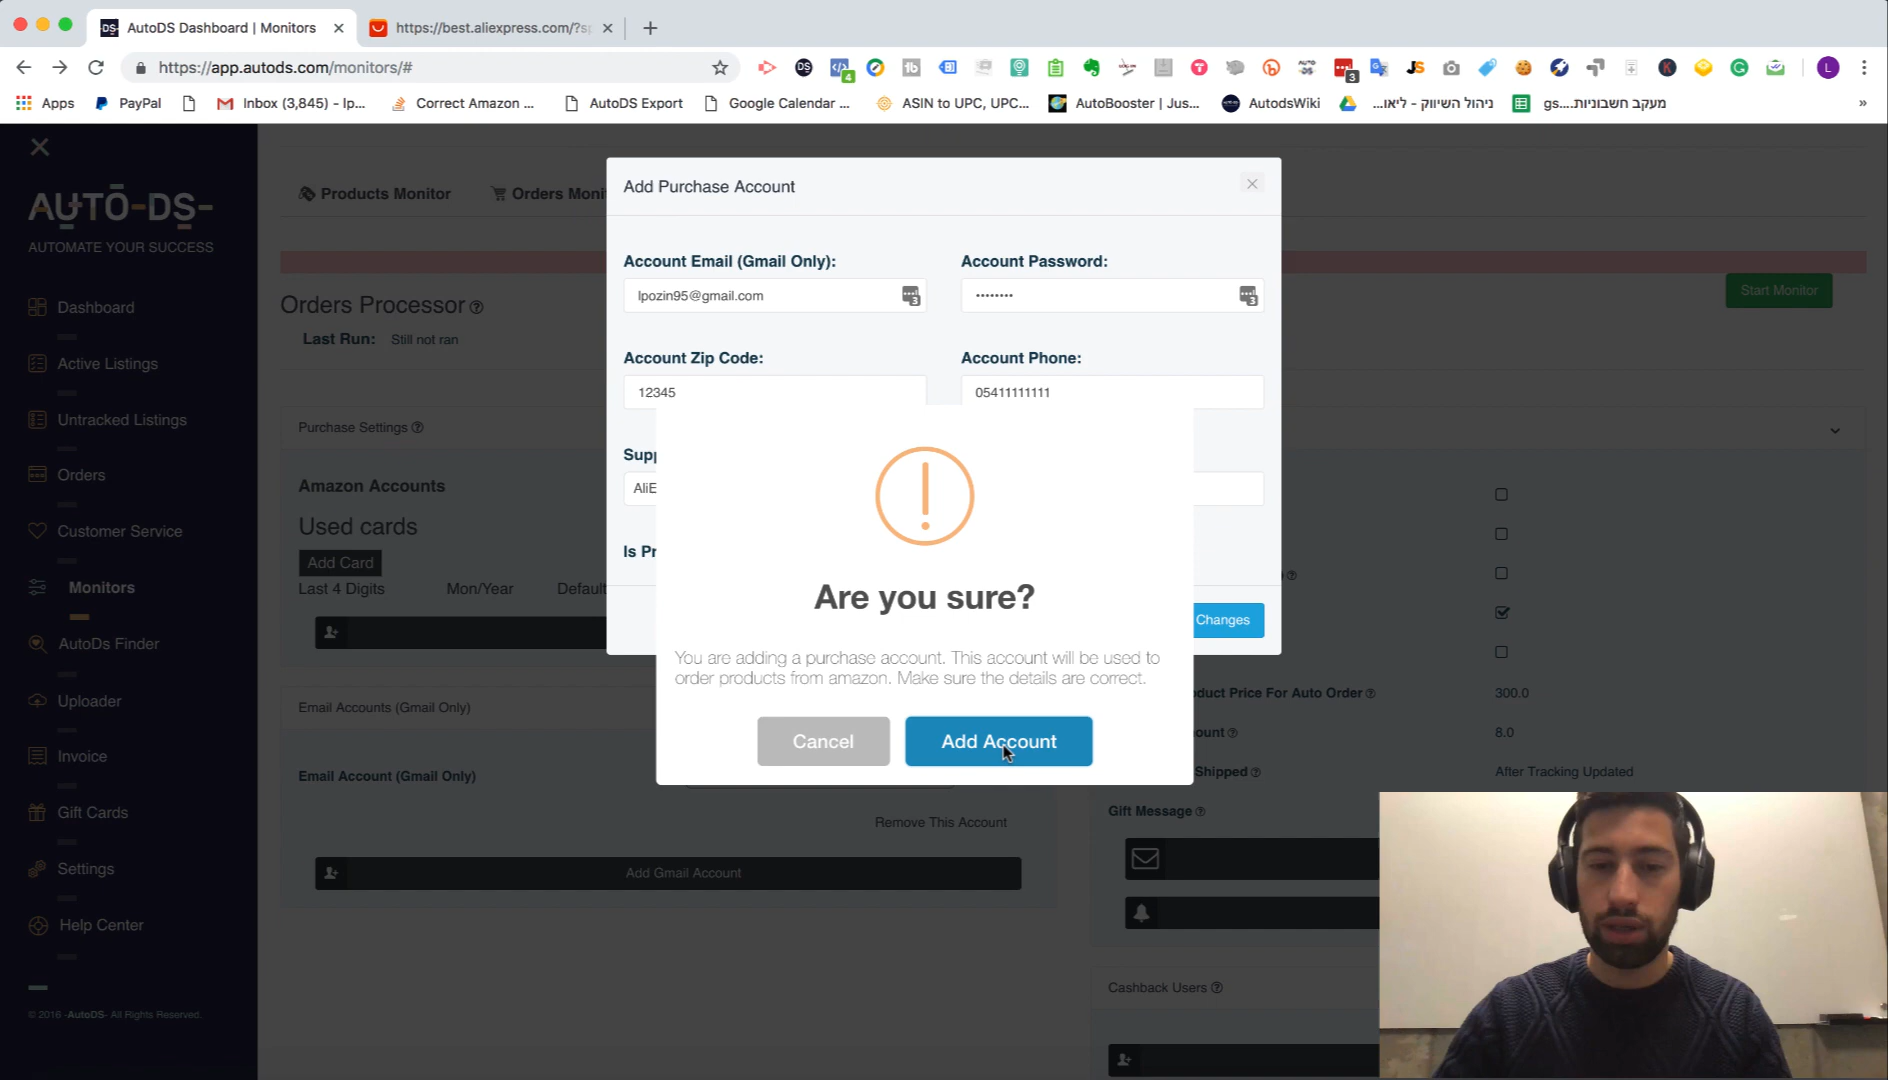 AutoDS Dashboard | Monitors
https://best.aliexpress.com/?s
https://app.autods.com/monitors/#
Apps
PayPal
Inbox (3,845) - Ip...
Correct Amazon ...
AutoDS Export
Google Calendar ...
ASIN to UPC, UPC...
AutoBooster | Jus...
AutodsWiki
ניהול השיווק - ליאו...
מעקב חשבוניות....gs
AUTO-DS-
AUTOMATE YOUR SUCCESS
Dashboard
Active Listings
Untracked Listings
Orders
Customer Service
Monitors
AutoDs Finder
Uploader
Invoice
Gift Cards
Settings
Help Center
© 2016 -AutoDS- All Rights Reserved.
Products Monitor
Orders Moni
Orders Processor
Last Run: Still not ran
Start Monitor
Purchase Settings
Amazon Accounts
Used cards
Add Card
Last 4 Digits Mon/Year Default
Email Accounts (Gmail Only)
Email Account (Gmail Only)
Remove This Account
Add Gmail Account
Add Purchase Account
Account Email (Gmail Only):
Account Password:
lpozin95@gmail.com
••••••••
Account Zip Code:
Account Phone:
12345
05411111111
Supp
AliE
Is Pr
Changes
Are you sure?
You are adding a purchase account. This account will be used to
order products from amazon. Make sure the details are correct.
Cancel
Add Account
duct Price For Auto Order 300.0
ount 8.0
Shipped After Tracking Updated
Gift Message
Cashback Users